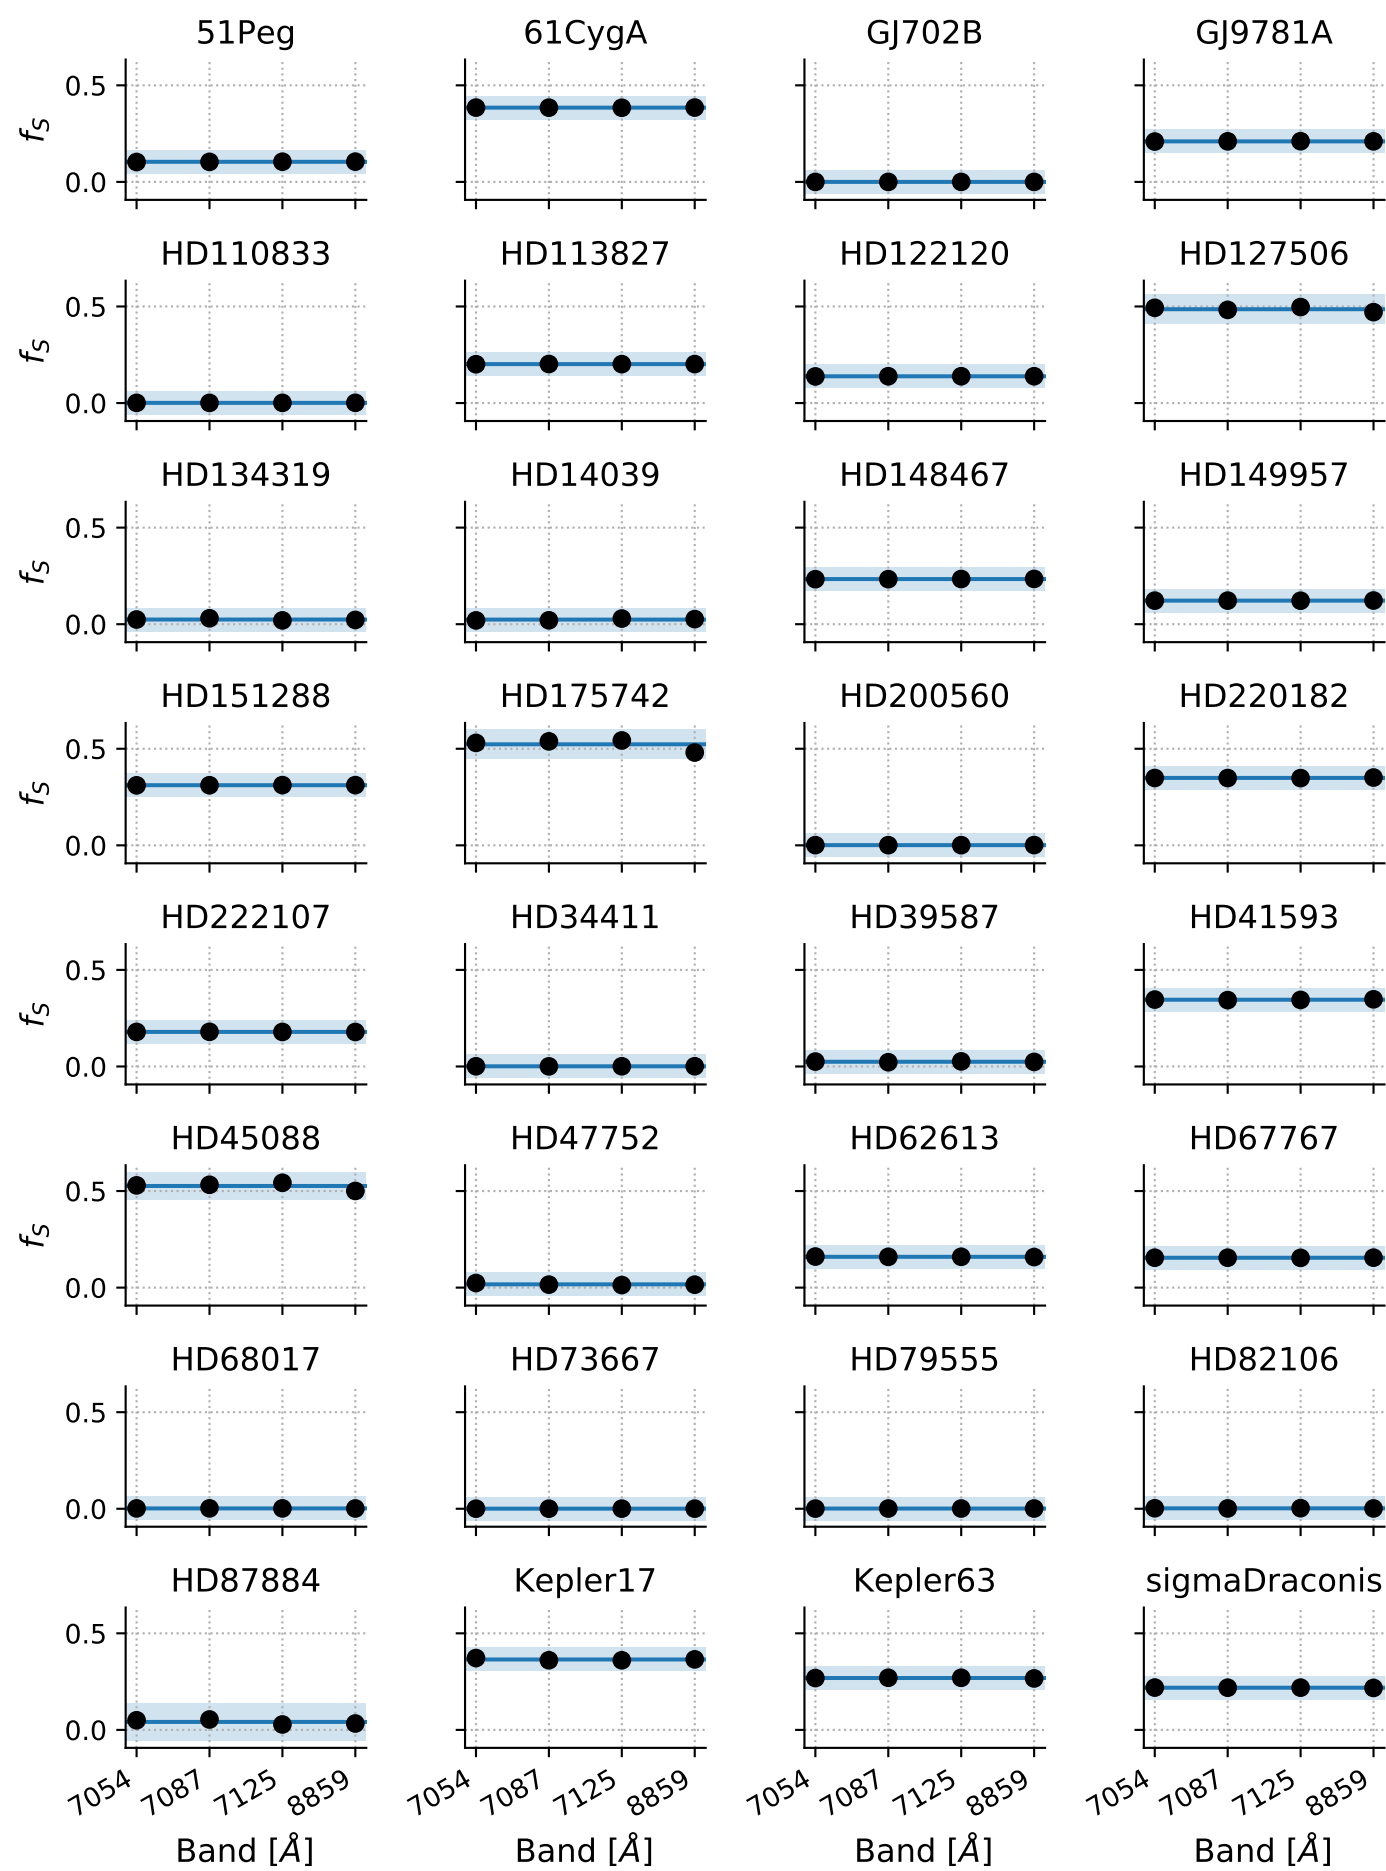 51Peg 61CygA GJ702B GJ9781A
0.5
f_S
0.0
HD110833 HD113827 HD122120 HD127506
0.5
f_S
0.0
HD134319 HD14039 HD148467 HD149957
0.5
f_S
0.0
HD151288 HD175742 HD200560 HD220182
0.5
f_S
0.0
HD222107 HD34411 HD39587 HD41593
0.5
f_S
0.0
HD45088 HD47752 HD62613 HD67767
0.5
f_S
0.0
HD68017 HD73667 HD79555 HD82106
0.5
0.0
HD87884 Kepler17 Kepler63 sigmaDraconis
0.5
0.0
7054 7087 7125 8859 7054 7087 7125 8859 7054 7087 7125 8859 7054 7087 7125 8859
Band [Å] Band [Å] Band [Å] Band [Å]